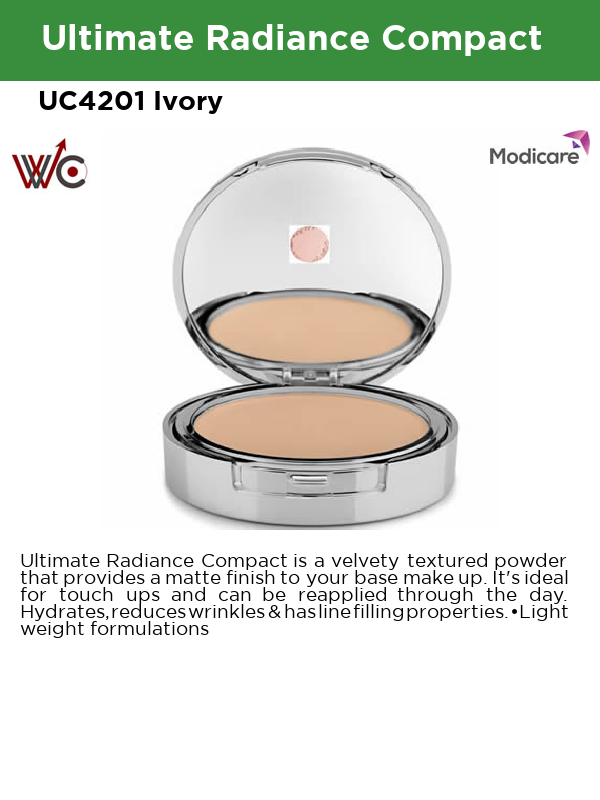 Ultimate Radiance Compact
UC4201 Ivory
WC
Modicare
Ultimate Radiance Compact is a velvety textured powder
that provides a matte finish to your base make up. It's ideal
for touch ups and can be reapplied through the day.
Hydrates, reduces wrinkles & has line filling properties. •Light
weight formulations